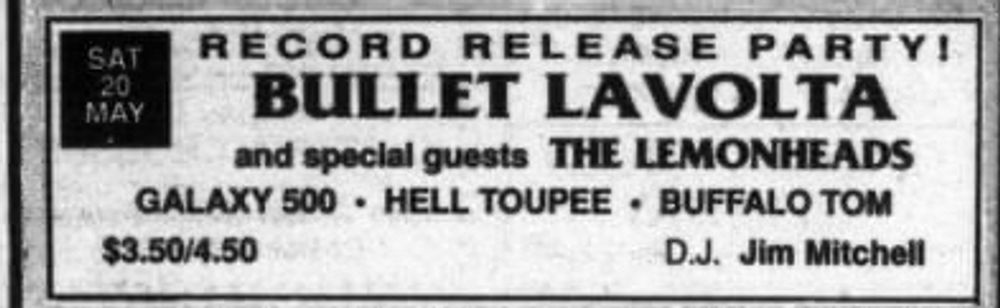 SAT
20
MAY
RECORD RELEASE PARTY!
BULLET LAVOLTA
and special guests THE LEMONHEADS
GALAXY 500 • HELL TOUPEE • BUFFALO TOM
$3.50/4.50 D.J. Jim Mitchell